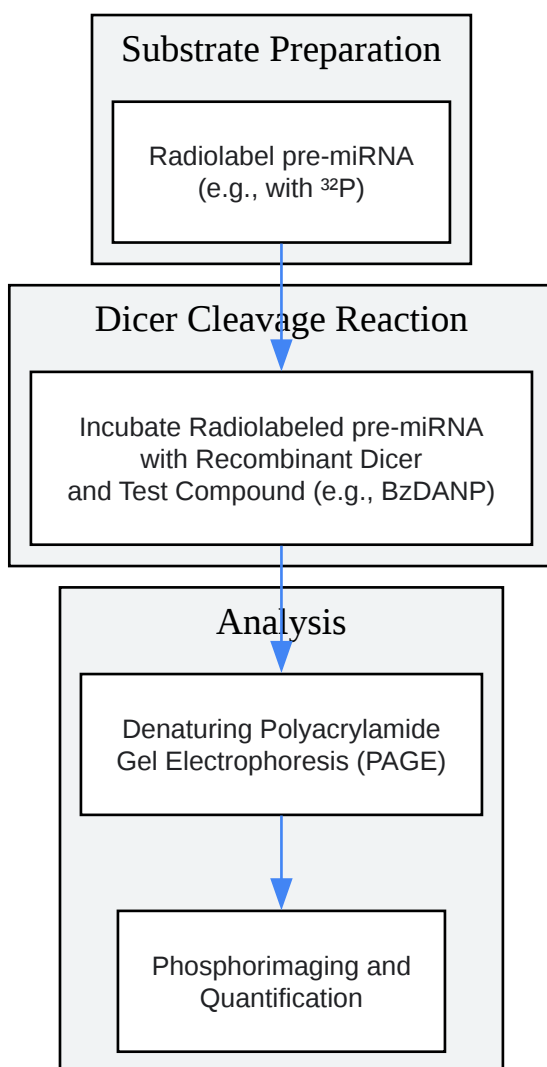 Substrate Preparation
Radiolabel pre-miRNA
(e.g., with ³²P)
Dicer Cleavage Reaction
Incubate Radiolabeled pre-miRNA
with Recombinant Dicer
and Test Compound (e.g., BzDANP)
Analysis
Denaturing Polyacrylamide
Gel Electrophoresis (PAGE)
Phosphorimaging and
Quantification